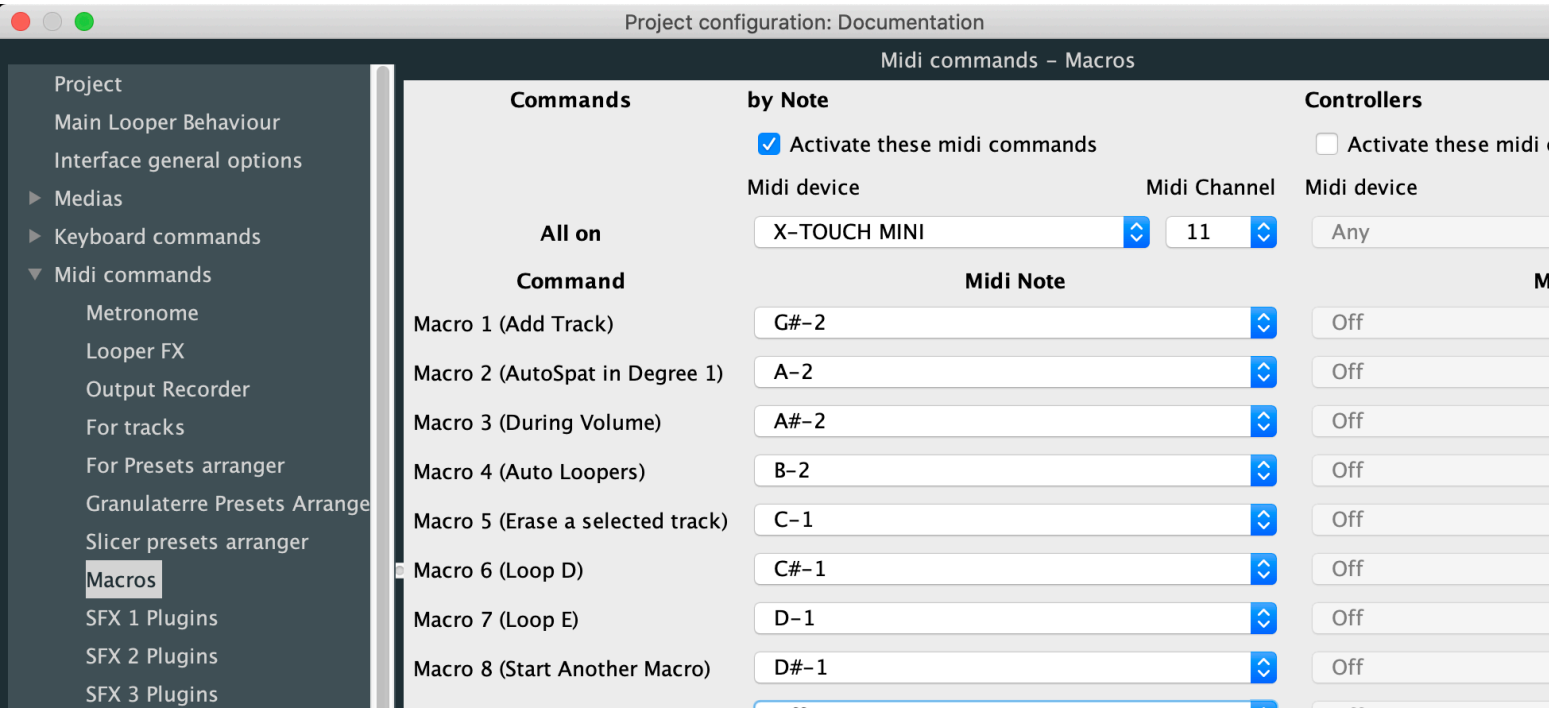 Project configuration: Documentation
Midi commands – Macros
Project
Main Looper Behaviour
Interface general options
Medias
Keyboard commands
Midi commands
Metronome
Looper FX
Output Recorder
For tracks
For Presets arranger
Granulaterre Presets Arrange
Slicer presets arranger
Macros
SFX 1 Plugins
SFX 2 Plugins
SFX 3 Plugins
Commands by Note Controllers
Activate these midi commands Activate these midi
Midi device Midi Channel Midi device
All on X-TOUCH MINI 11 Any
Command Midi Note M
Macro 1 (Add Track) G#-2 Off
Macro 2 (AutoSpat in Degree 1) A-2 Off
Macro 3 (During Volume) A#-2 Off
Macro 4 (Auto Loopers) B-2 Off
Macro 5 (Erase a selected track) C-1 Off
Macro 6 (Loop D) C#-1 Off
Macro 7 (Loop E) D-1 Off
Macro 8 (Start Another Macro) D#-1 Off